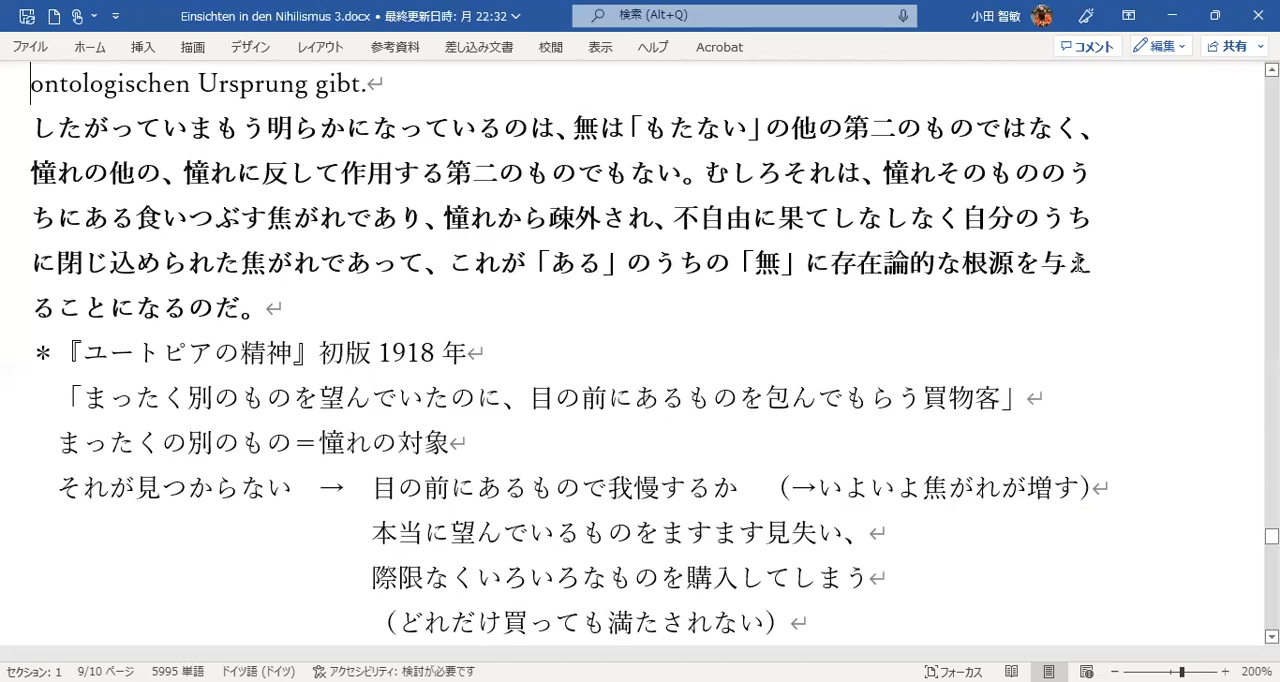 Einsichten in den Nihilismus 3.docx • 最終更新日時: 月 22:32
検索 (Alt+Q)
小田 智敏
ファイル ホーム 挿入 描画 デザイン レイアウト 参考資料 差し込み文書 校閲 表示 ヘルプ Acrobat
コメント 編集 共有
ontologischen Ursprung gibt.↵
したがっていまもう明らかになっているのは、無は「もたない」の他の第二のものではなく、
憧れの他の、憧れに反して作用する第二のものでもない。むしろそれは、憧れそのもののう
ちにある食いつぶす焦がれであり、憧れから疎外され、不自由に果てしなしなく自分のうち
に閉じ込められた焦がれであって、これが「ある」のうちの「無」に存在論的な根源を与え
ることになるのだ。↵
＊『ユートピアの精神』初版 1918 年↵
「まったく別のものを望んでいたのに、目の前にあるものを包んでもらう買物客」↵
まったくの別のもの＝憧れの対象↵
それが見つからない　→　目の前にあるもので我慢するか　（→いよいよ焦がれが増す）↵
本当に望んでいるものをますます見失い、↵
際限なくいろいろなものを購入してしまう↵
（どれだけ買っても満たされない）↵
セクション: 1 9/10 ページ 5995 単語 ドイツ語 (ドイツ) アクセシビリティ: 検討が必要です
フォーカス
200%